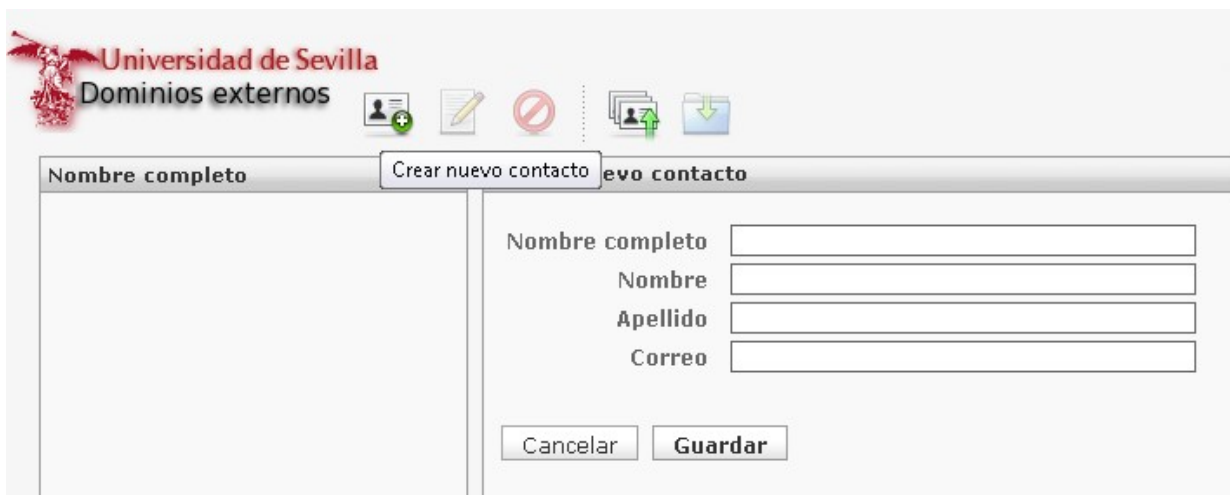 Universidad de Sevilla
Dominios externos
Crear nuevo contacto
Nombre completo
evo contacto
Nombre completo
Nombre
Apellido
Correo
Cancelar
Guardar